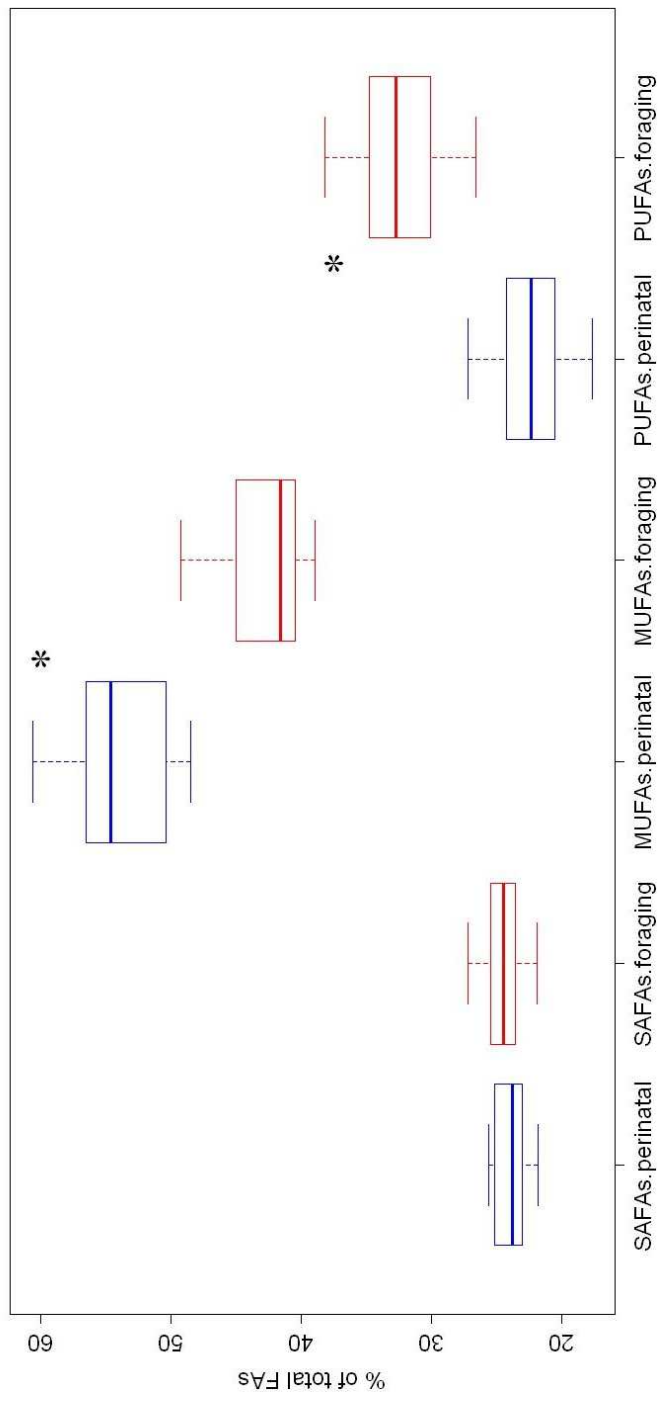 % of total FAs
60
50
40
30
20
SAFAs.perinatal
SAFAs.foraging
MUFAs.perinatal
MUFAs.foraging
PUFAs.perinatal
PUFAs.foraging
*
*